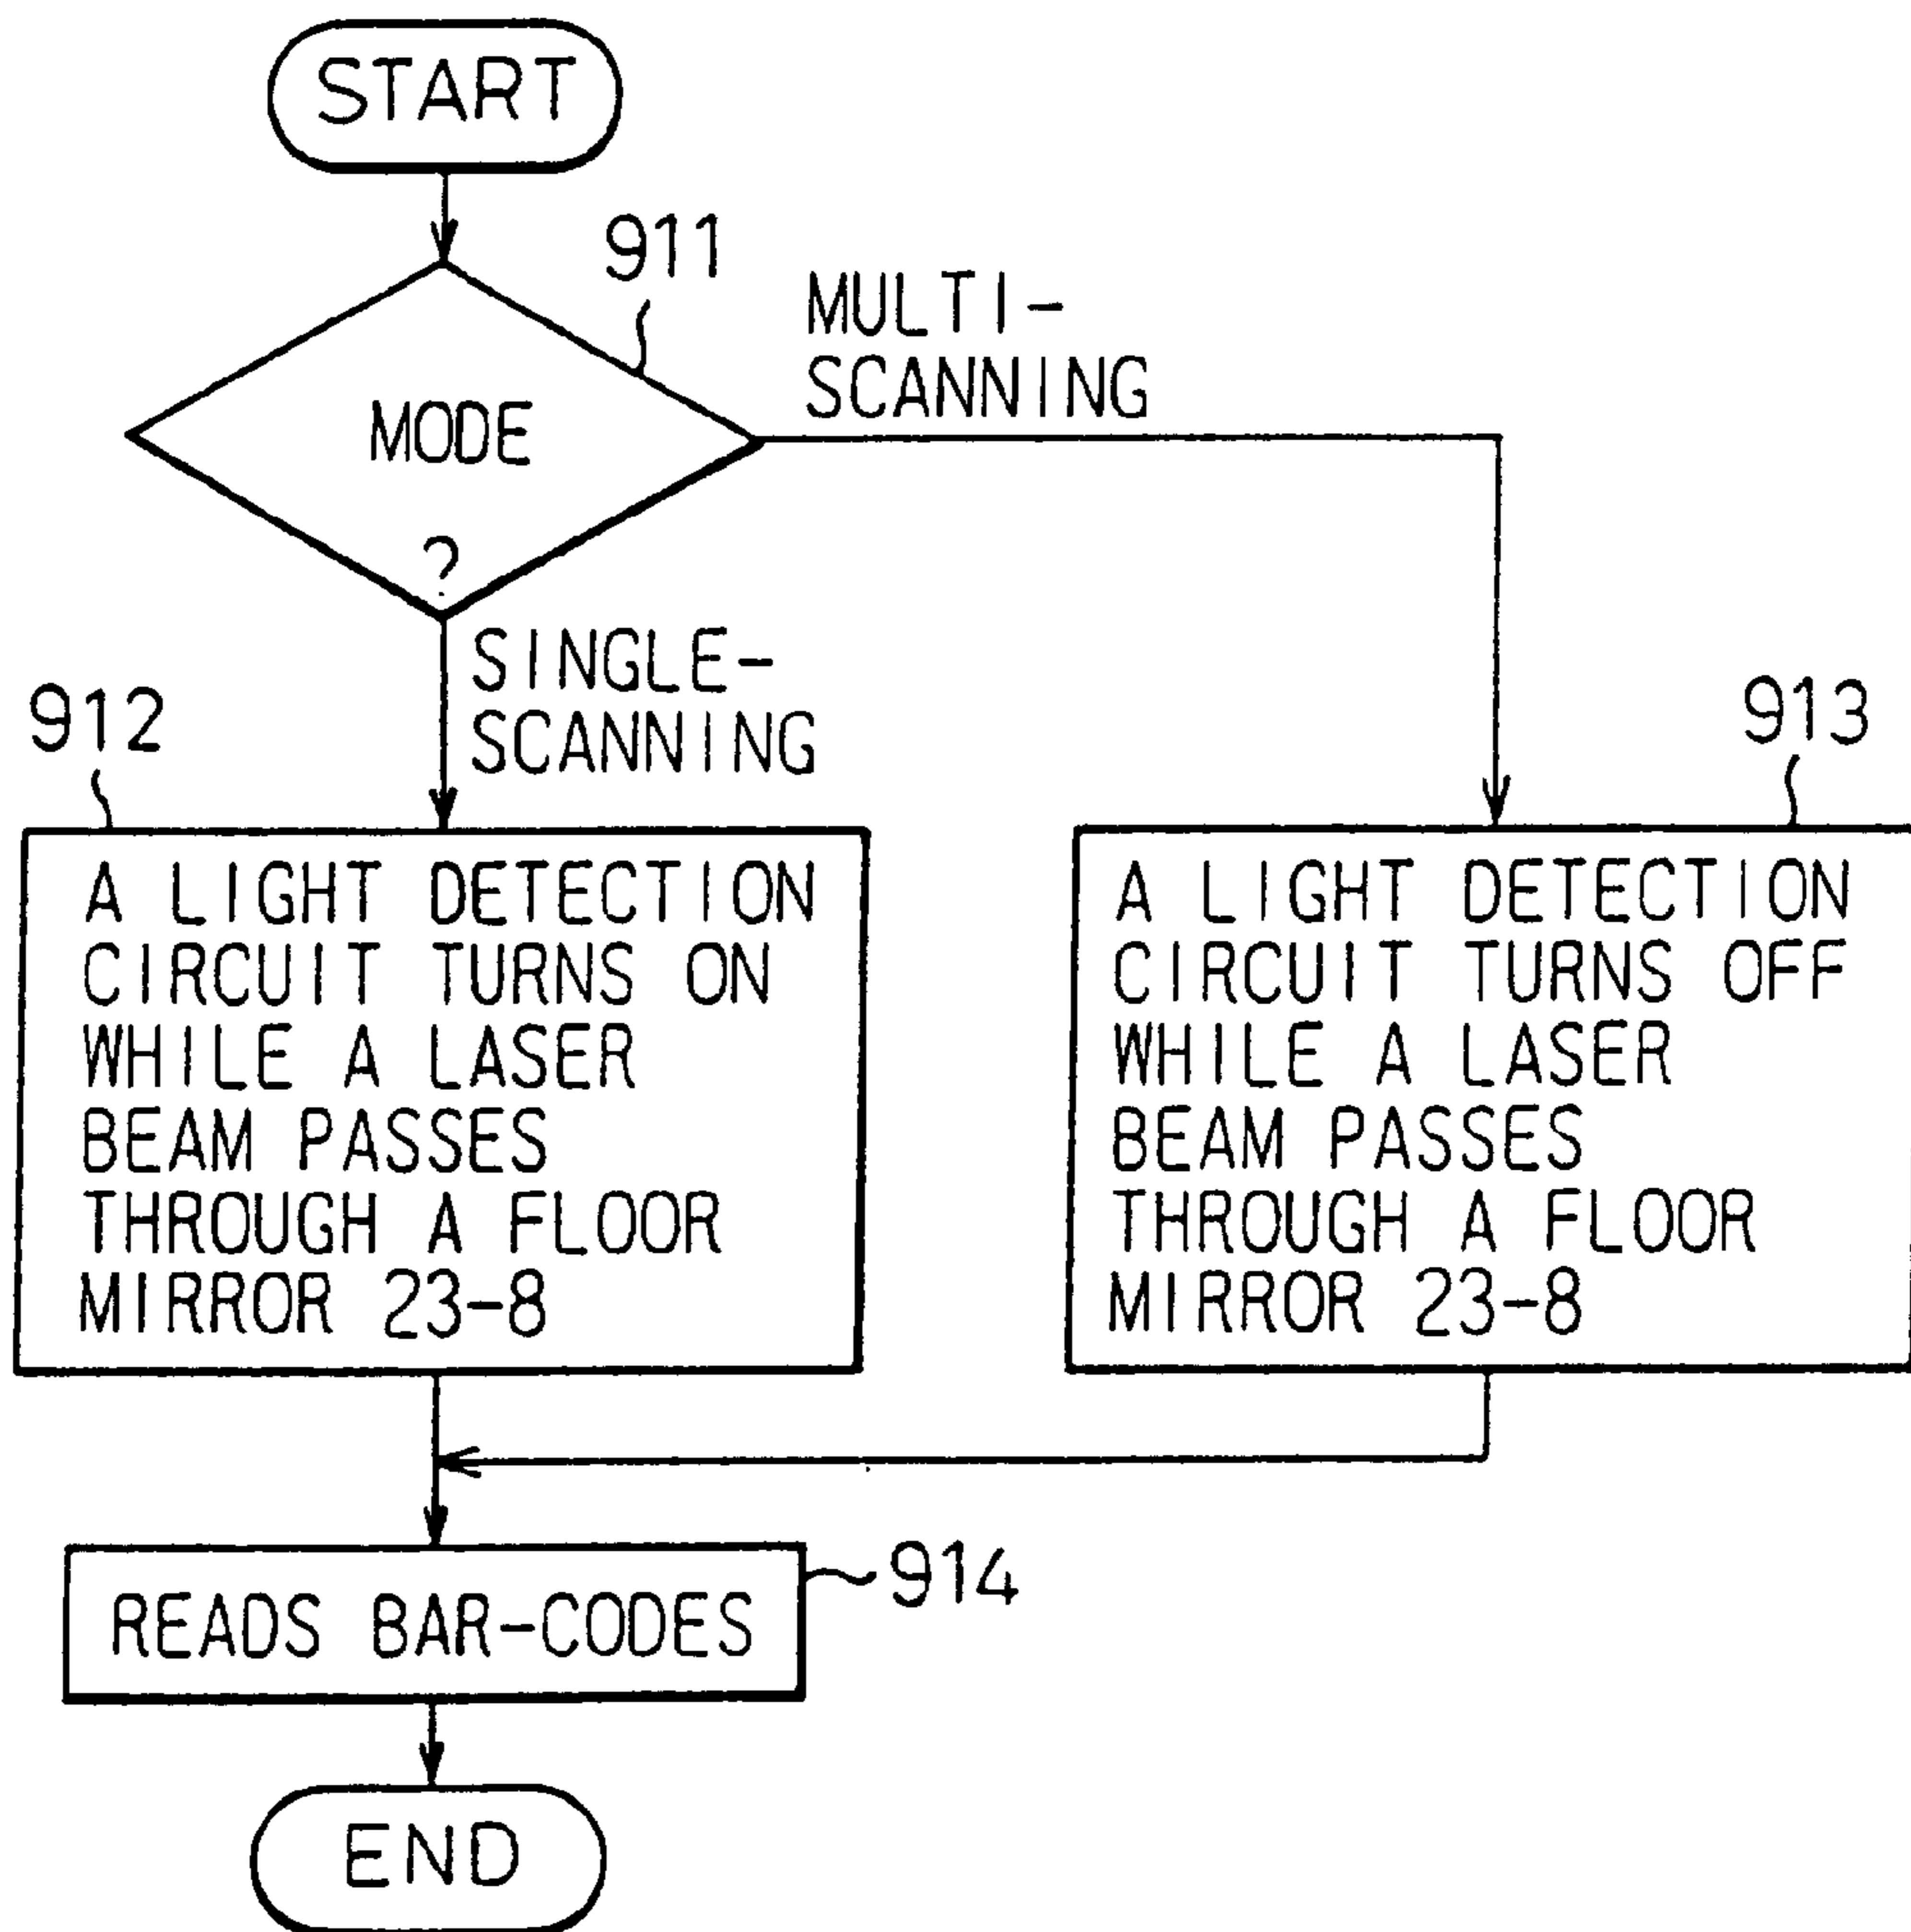 START
911
MULTI-
SCANNING
MODE
?
SINGLE-
SCANNING
912
913
A LIGHT DETECTION
CIRCUIT TURNS ON
WHILE A LASER
BEAM PASSES
THROUGH A FLOOR
MIRROR 23-8
A LIGHT DETECTION
CIRCUIT TURNS OFF
WHILE A LASER
BEAM PASSES
THROUGH A FLOOR
MIRROR 23-8
READS BAR-CODES
914
END